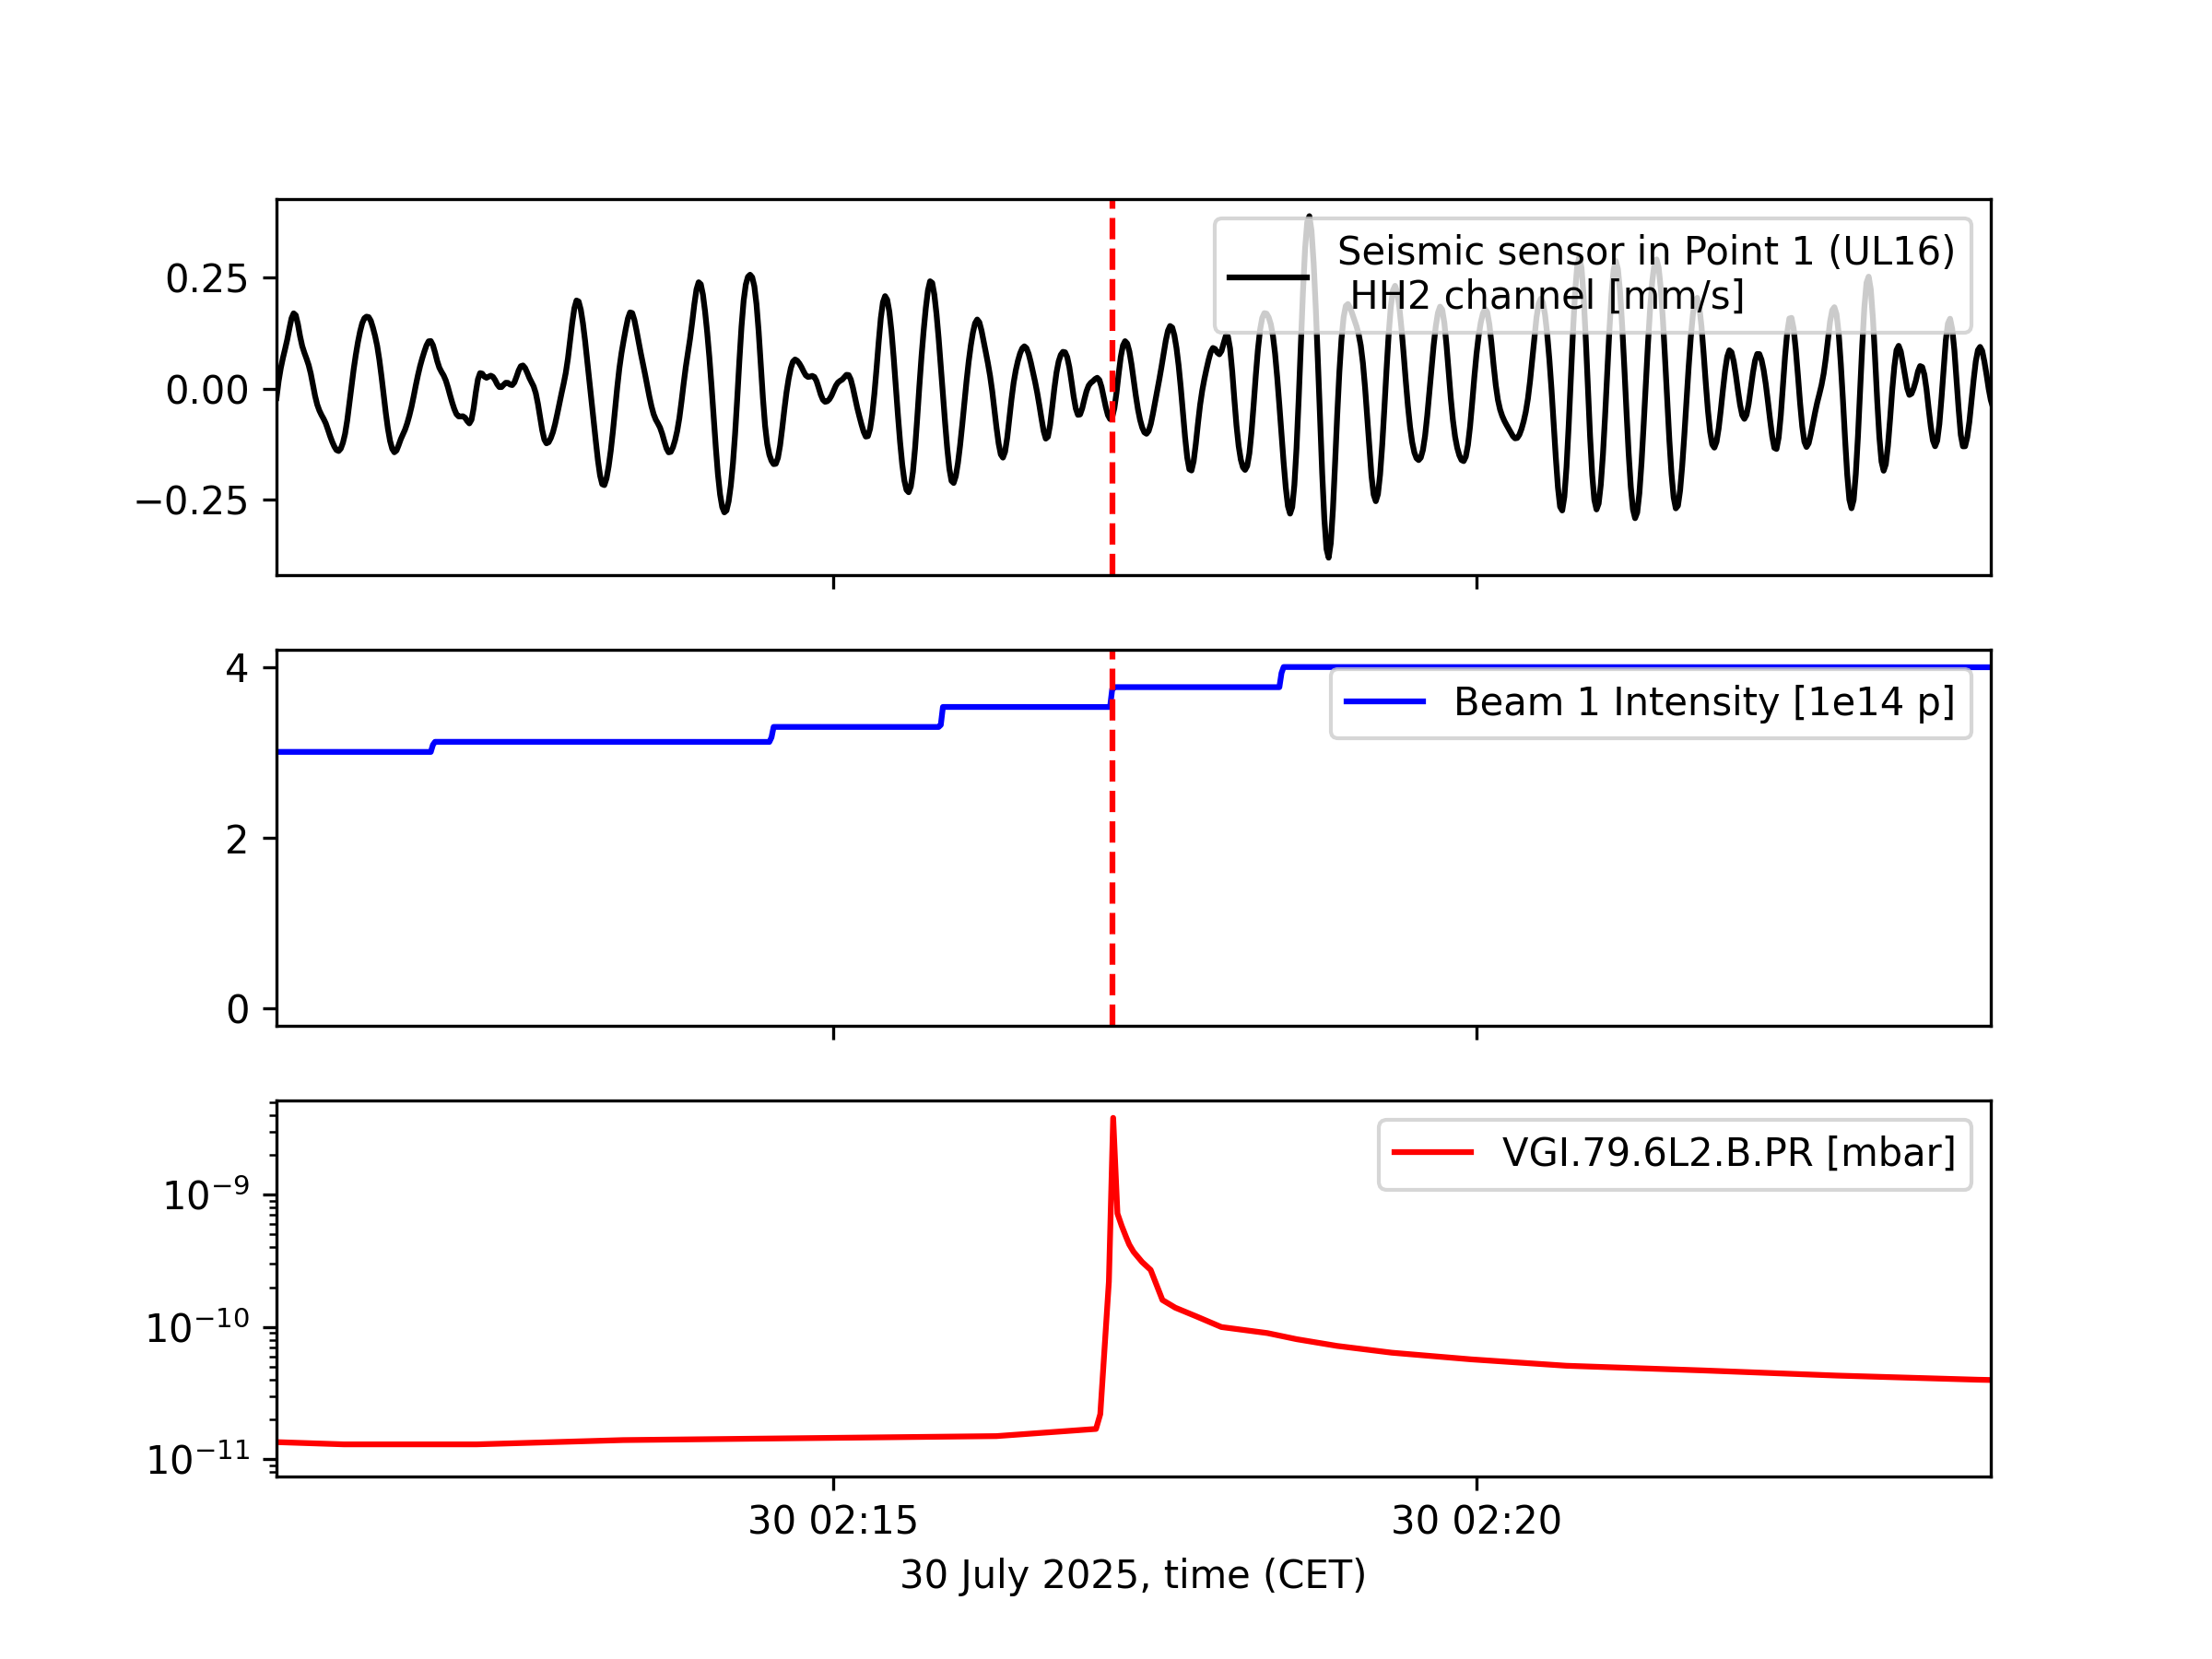 0.25
0.00
−0.25
Seismic sensor in Point 1 (UL16)
HH2 channel [mm/s]
4
2
0
Beam 1 Intensity [1e14 p]
10⁻⁹
10⁻¹⁰
10⁻¹¹
VGI.79.6L2.B.PR [mbar]
30 02:15 30 02:20
30 July 2025, time (CET)